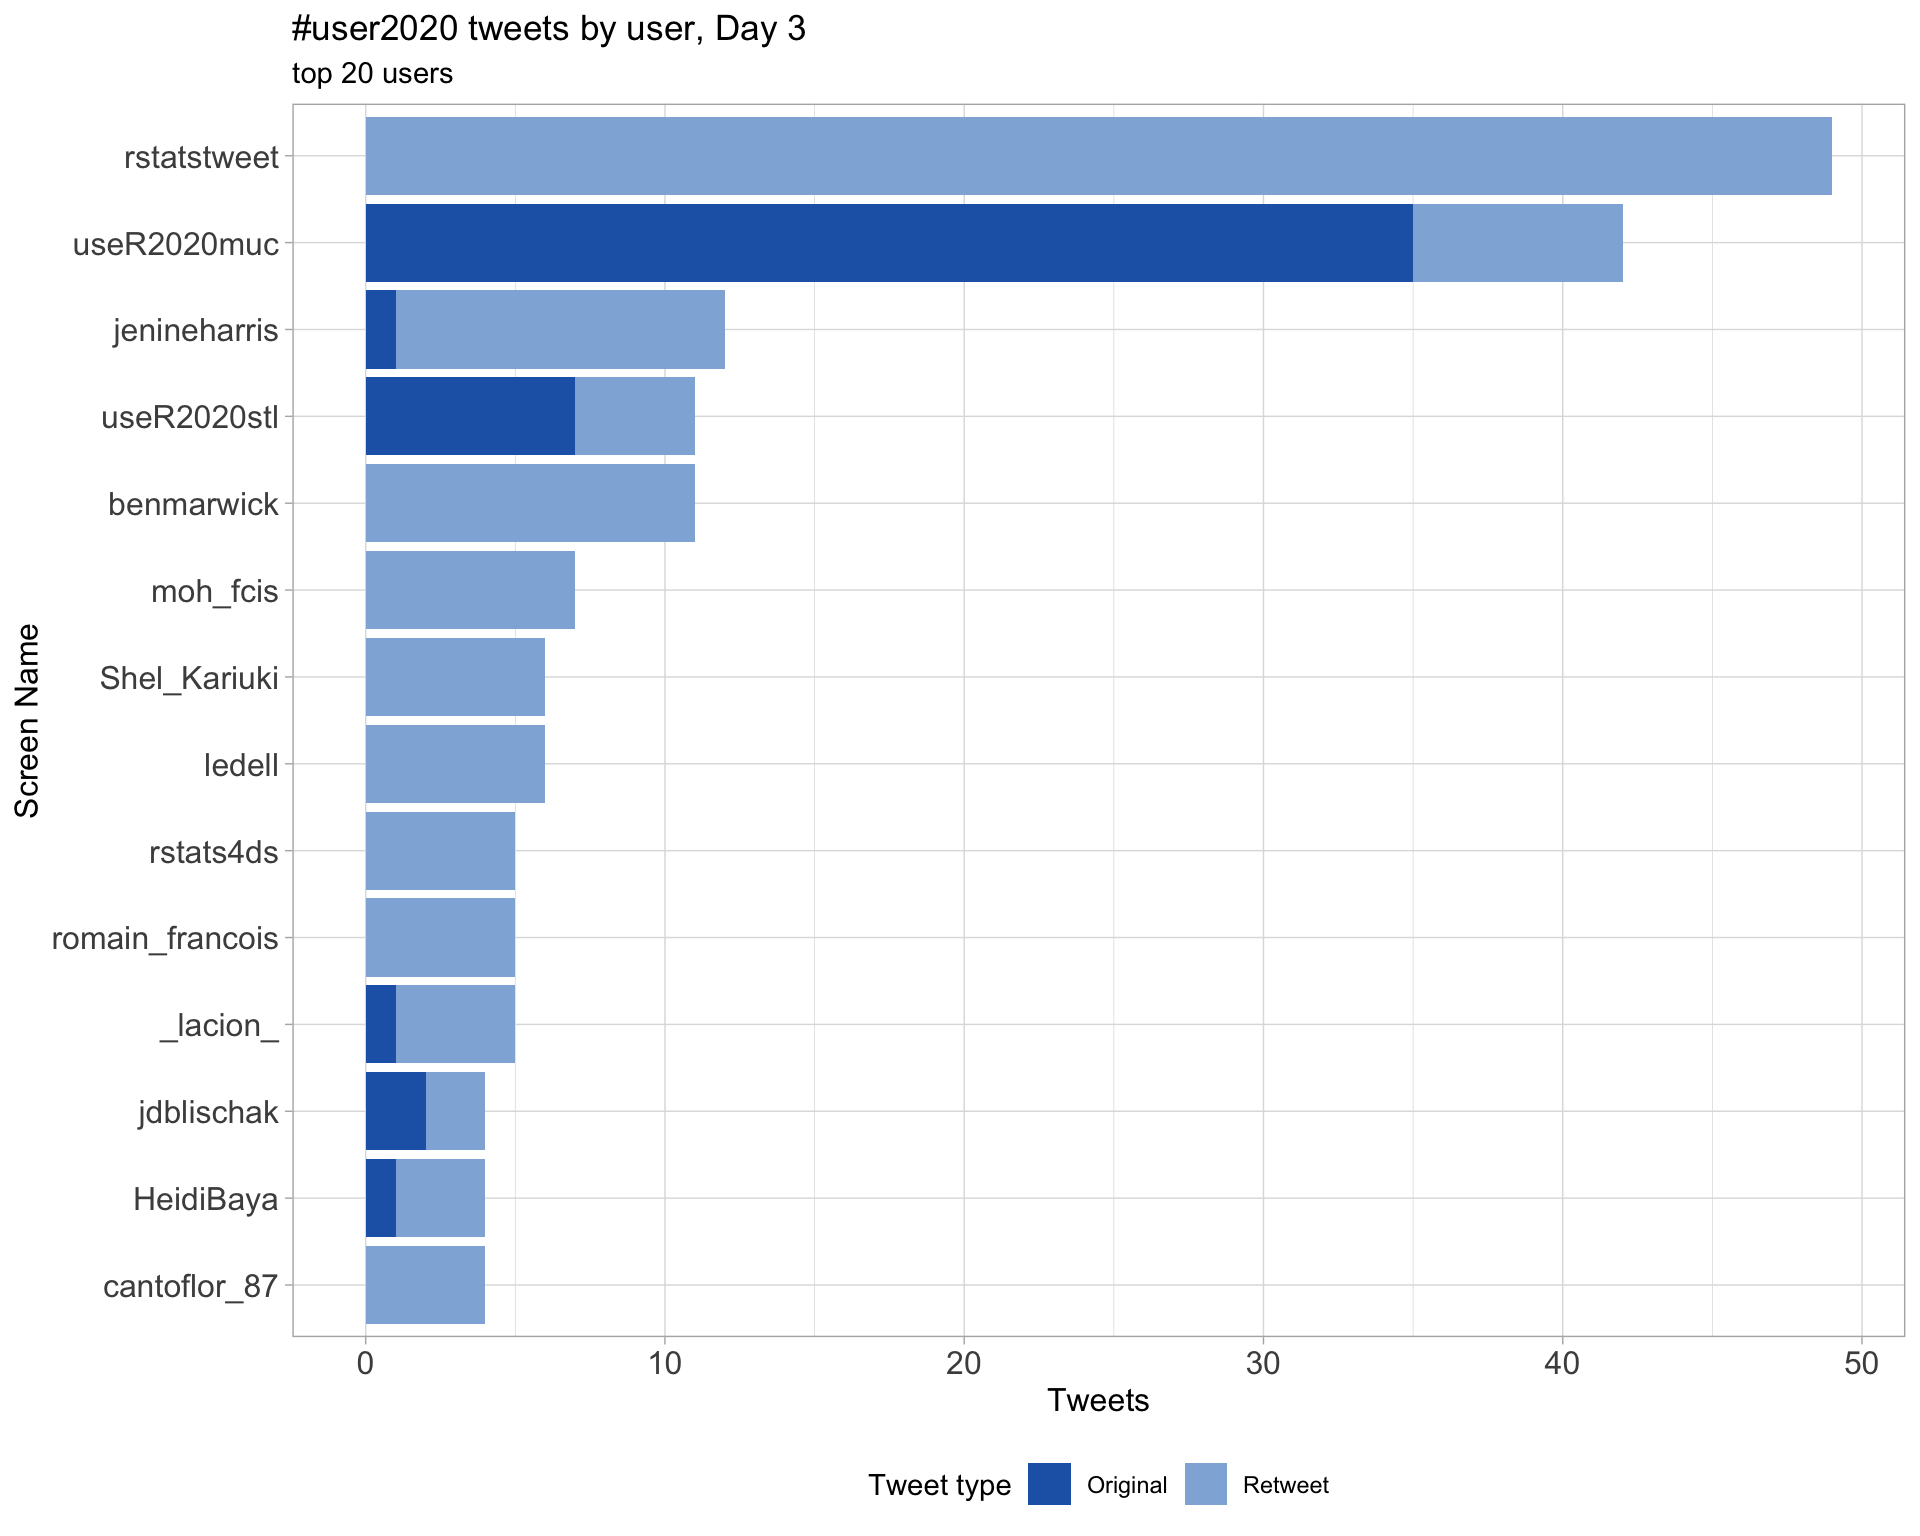 #user2020 tweets by user, Day 3
top 20 users
Screen Name
rstatstweet
useR2020muc
jenineharris
useR2020stl
benmarwick
moh_fcis
Shel_Kariuki
ledell
rstats4ds
romain_francois
_lacion_
jdblischak
HeidiBaya
cantoflor_87
0 10 20 30 40 50
Tweets
Tweet type Original Retweet